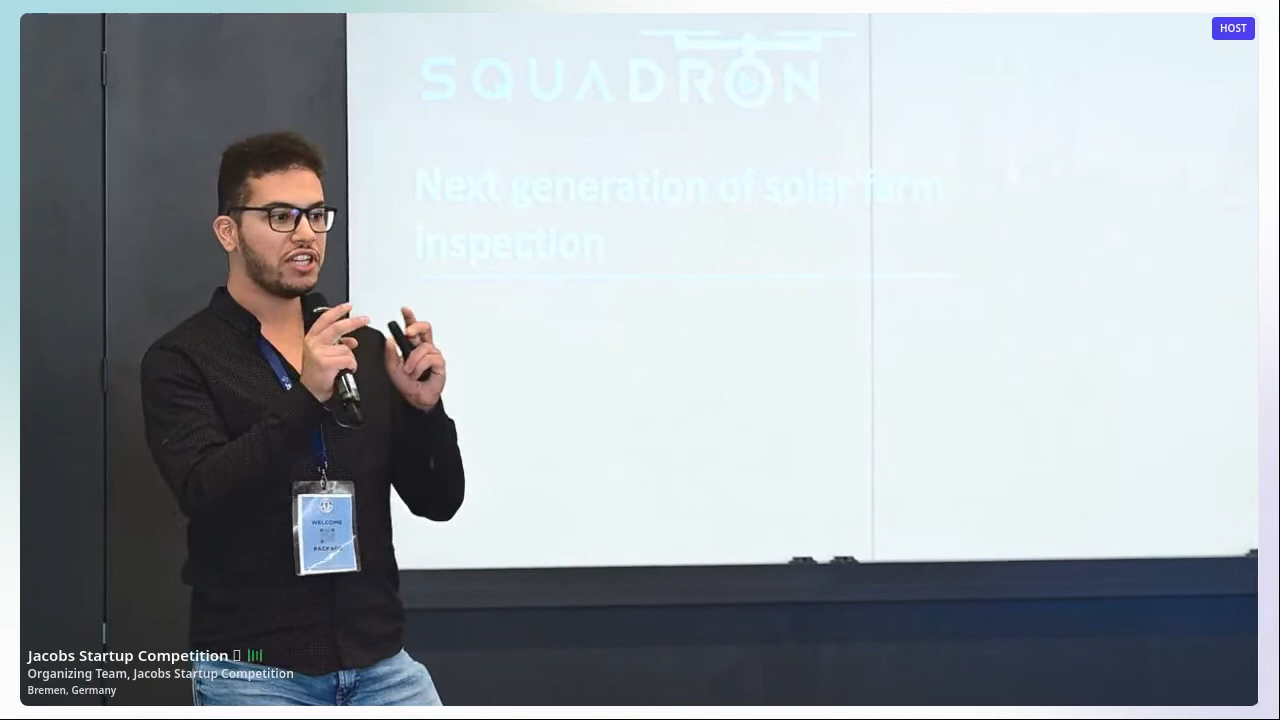 HOST
SQUADRON
Next generation of solar farm
inspection
WELCOME
PACKAGE
Jacobs Startup Competition
Organizing Team, Jacobs Startup Competition
Bremen, Germany